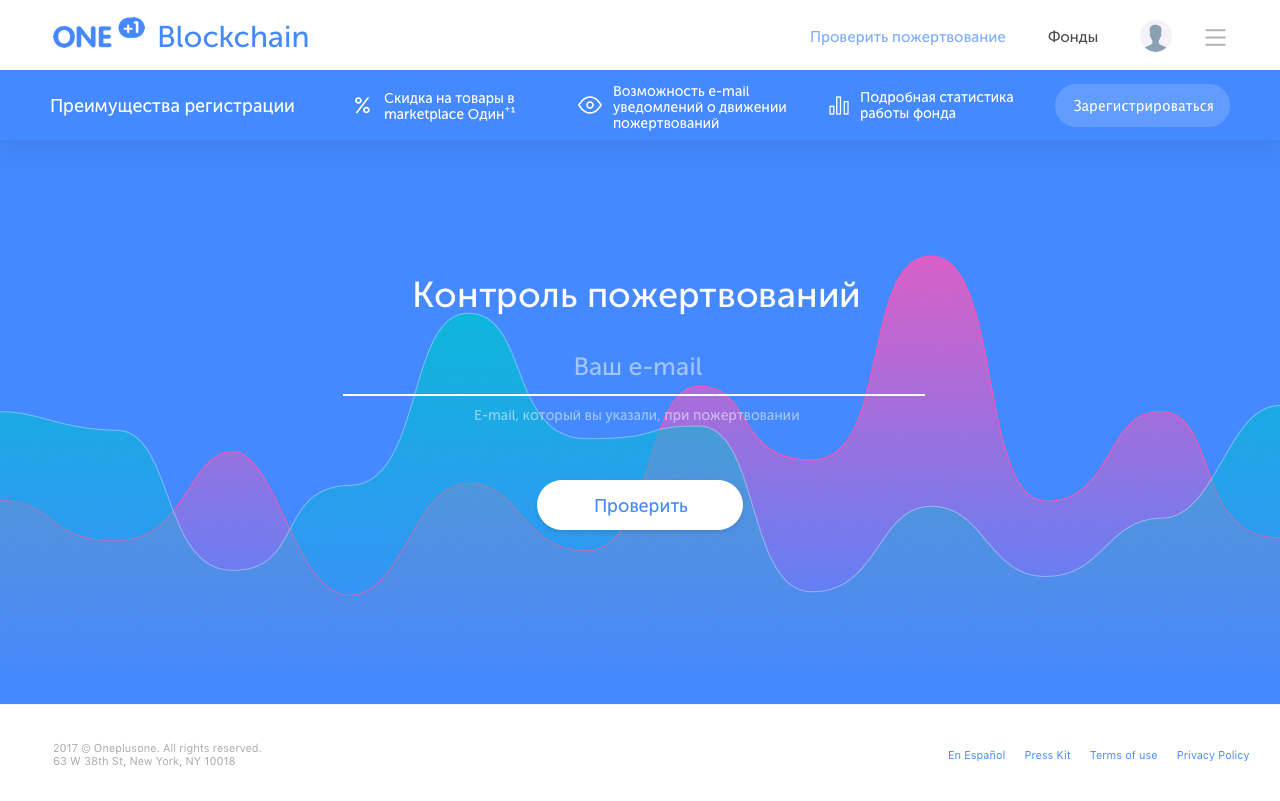 ONE +1 Blockchain
Проверить пожертвование
Фонды
Преимущества регистрации
Скидка на товары в
marketplace Один⁺¹
Возможность e-mail
уведомлений о движении
пожертвований
Подробная статистика
работы фонда
Зарегистрироваться
Контроль пожертвований
Ваш e-mail
E-mail, который вы указали, при пожертвовании
Проверить
2017 © Oneplusone. All rights reserved.
63 W 38th St, New York, NY 10018
En Español
Press Kit
Terms of use
Privacy Policy